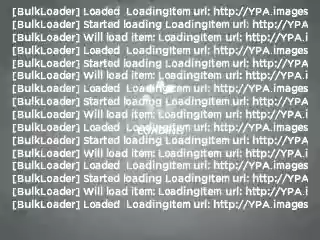 [BulkLoader] Loaded LoadingItem url: http://YPA.images
[BulkLoader] Started loading LoadingItem url: http://YPA
[BulkLoader] Will load item: LoadingItem url: http://YPA.i
[BulkLoader] Loaded LoadingItem url: http://YPA.images
[BulkLoader] Started loading LoadingItem url: http://YPA
[BulkLoader] Will load item: LoadingItem url: http://YPA.i
[BulkLoader] Loaded LoadingItem url: http://YPA.images
[BulkLoader] Started loading LoadingItem url: http://YPA
[BulkLoader] Will load item: LoadingItem url: http://YPA.i
[BulkLoader] Loaded LoadingItem url: http://YPA.images
LOADING
[BulkLoader] Started loading LoadingItem url: http://YPA
[BulkLoader] Will load item: LoadingItem url: http://YPA.i
[BulkLoader] Loaded LoadingItem url: http://YPA.images
[BulkLoader] Started loading LoadingItem url: http://YPA
[BulkLoader] Will load item: LoadingItem url: http://YPA.i
[BulkLoader] Loaded LoadingItem url: http://YPA.images